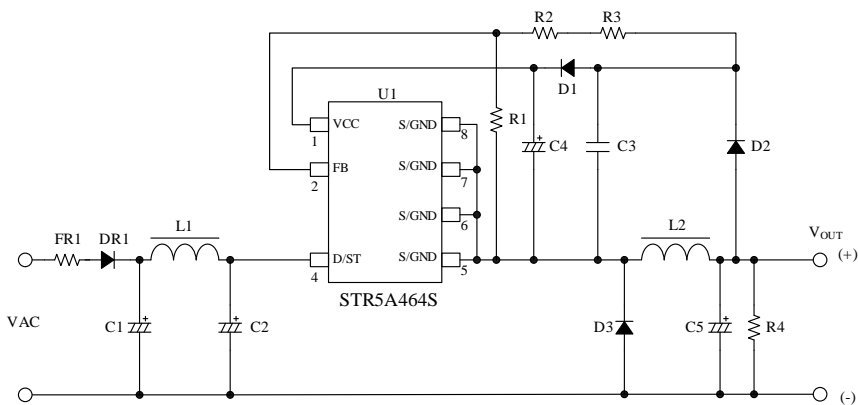 R2
R3
U1
D1
VCC
S/GND
1
8
R1
C4
C3
D2
FB
S/GND
2
7
S/GND
6
L1
L2
VOUT
FR1
DR1
D/ST
S/GND
(+)
4
5
STR5A464S
VAC
C1
C2
D3
C5
R4
(-)